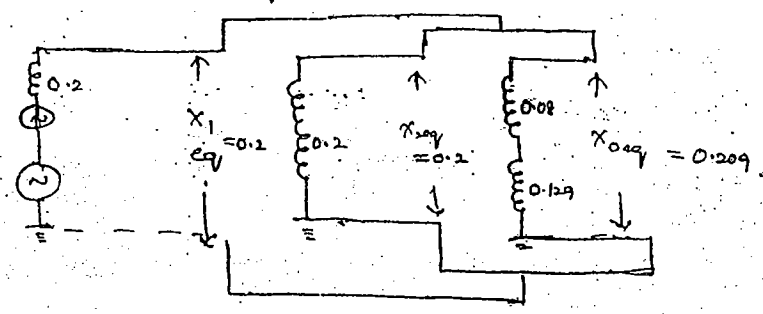 0.2
X1 eq = 0.2
0.2
X2eq = 0.2
0.08
0.129
X0eq = 0.209.